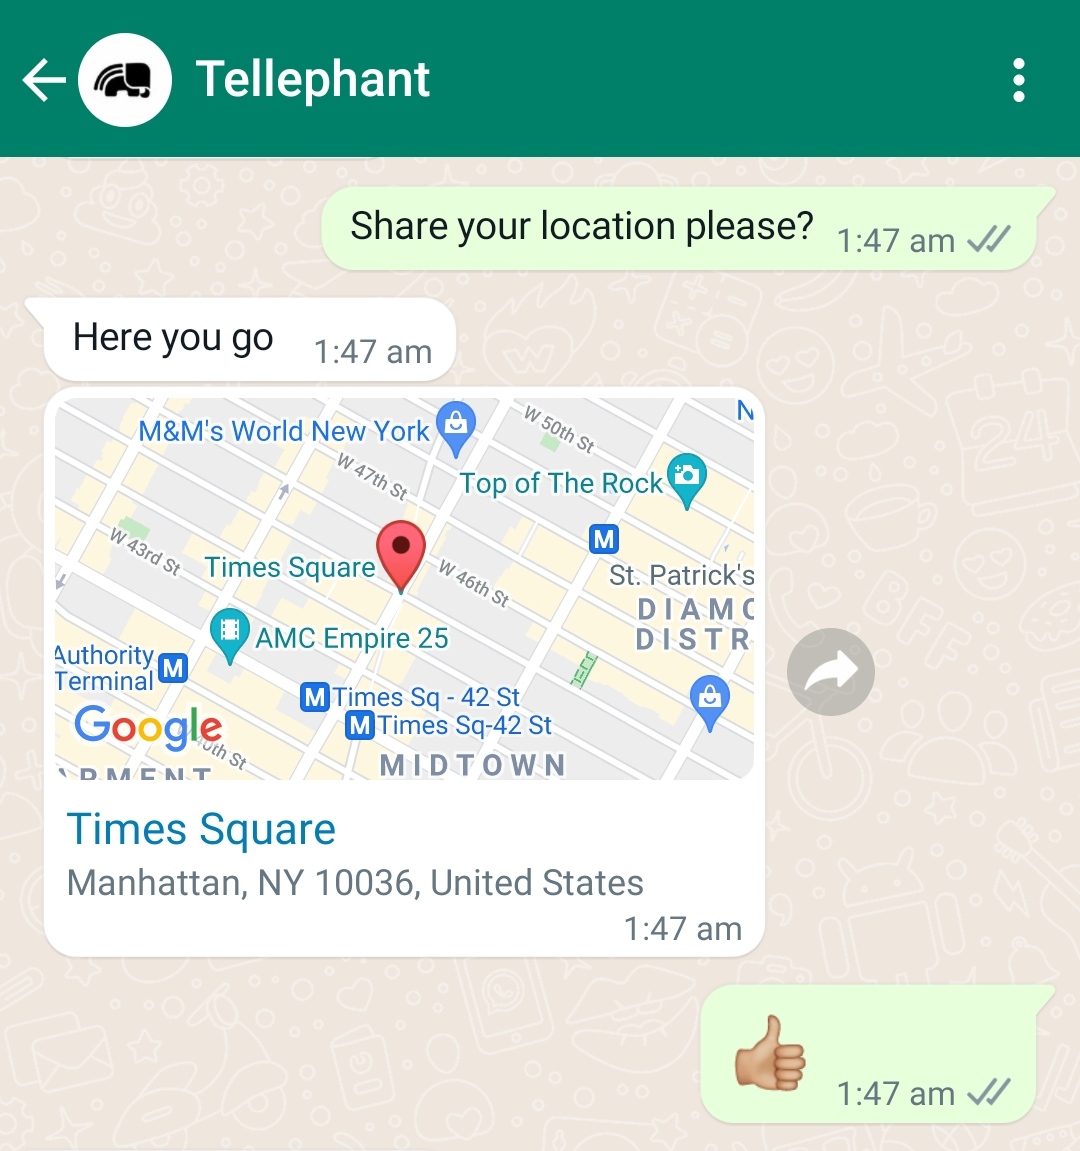 Tellephant
Share your location please?
1:47 am
Here you go
1:47 am
M&M's World New York
W 50th St
N
W 47th St
Top of The Rock
M
W 43rd St
Times Square
W 46th St
St. Patrick's
DIAMO
DISTR
AMC Empire 25
Authority
Terminal
M
M Times Sq - 42 St
M Times Sq-42 St
Google
40th St
MIDTOWN
RMENT
Times Square
Manhattan, NY 10036, United States
1:47 am
👍🏼
1:47 am